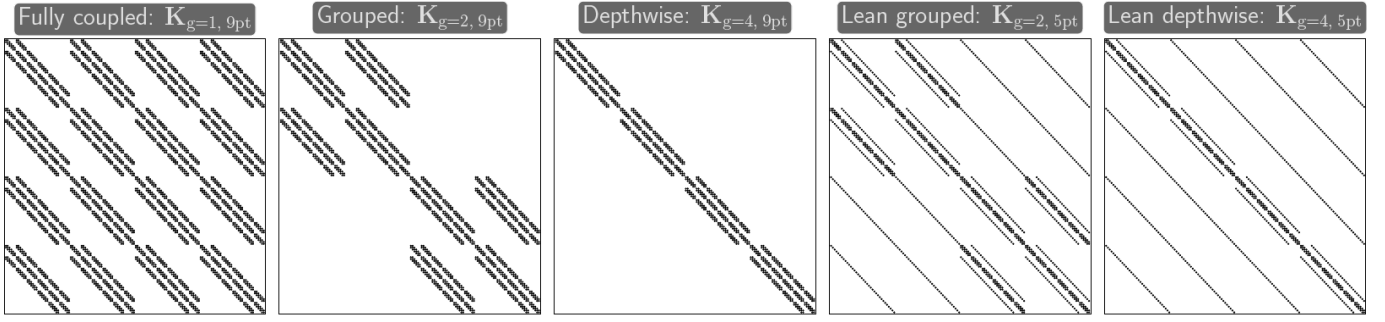 Fully coupled: K_{g=1, 9pt}
Grouped: K_{g=2, 9pt}
Depthwise: K_{g=4, 9pt}
Lean grouped: K_{g=2, 5pt}
Lean depthwise: K_{g=4, 5pt}